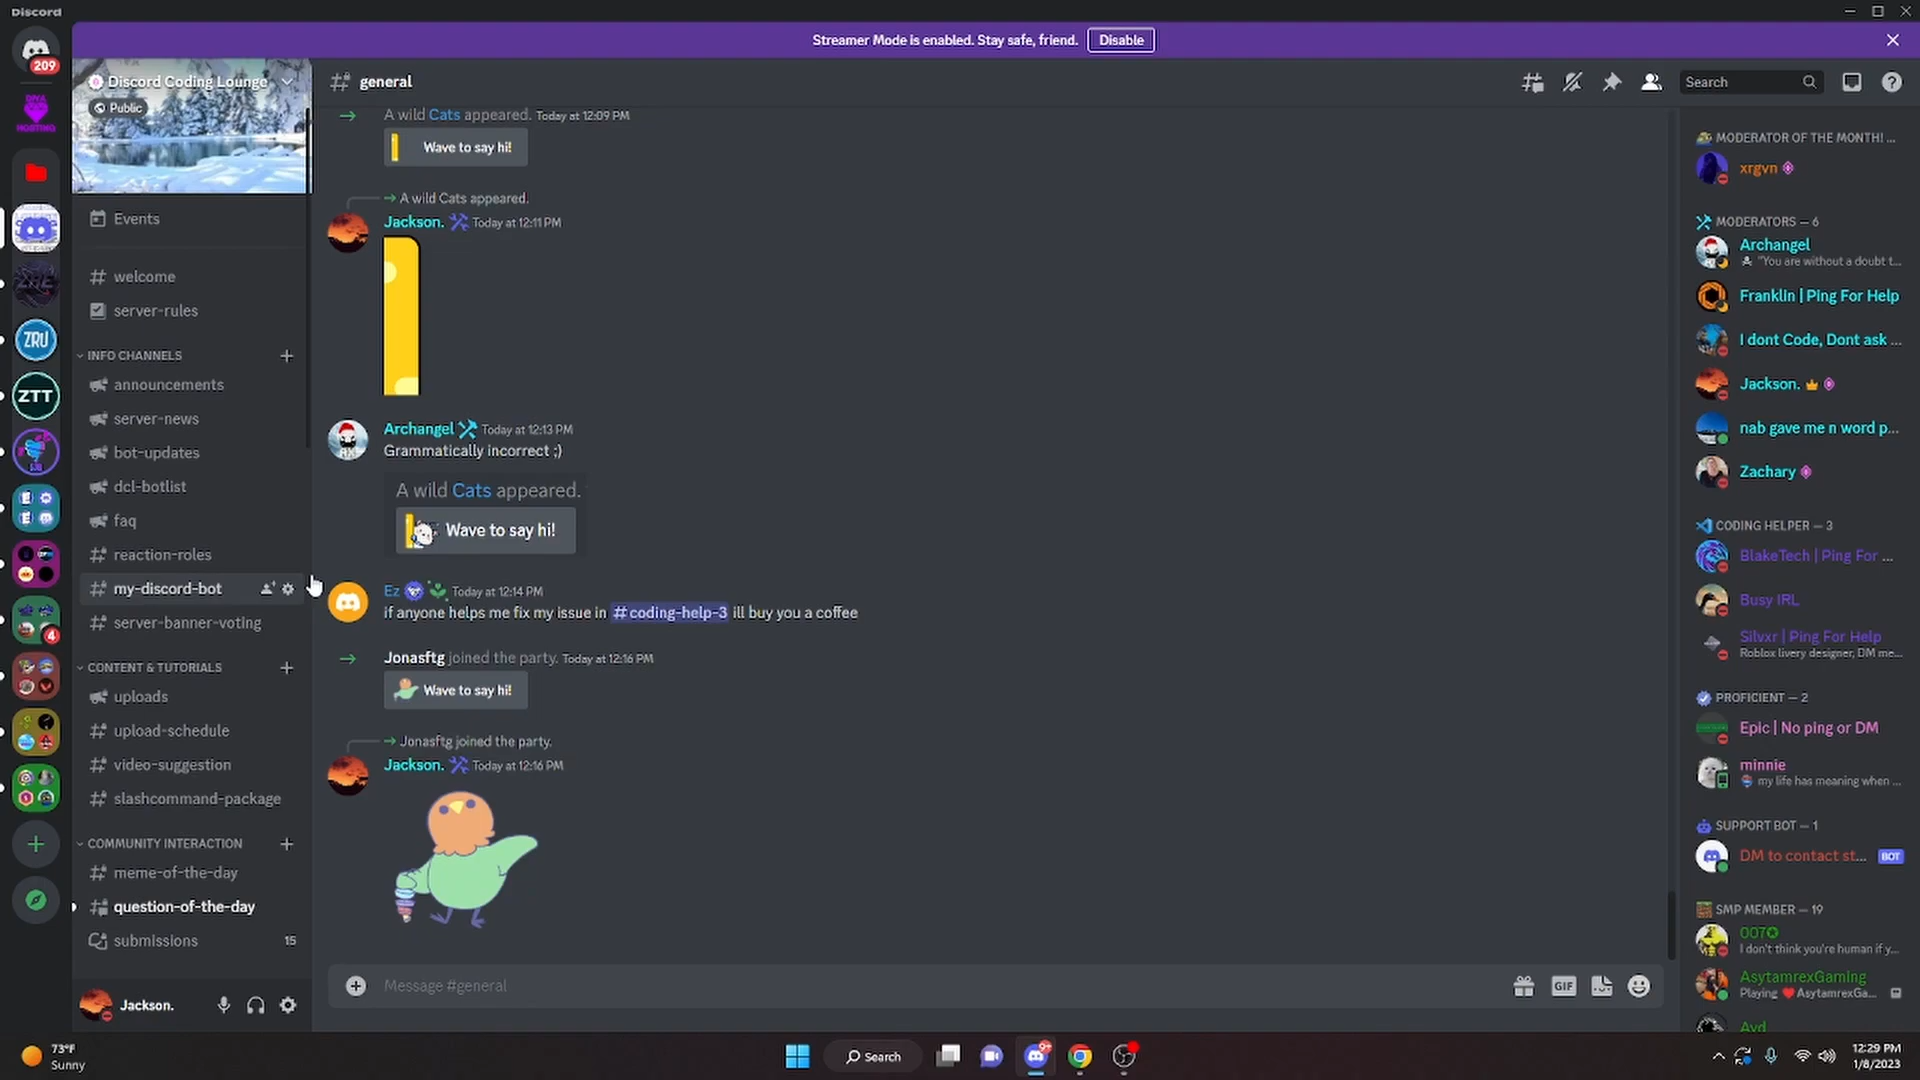 Discord
Streamer Mode is enabled. Stay safe, friend. Disable
209
HOSTING
ZRU
ZTT
4
Discord Coding Lounge
Public
Events
welcome
server-rules
INFO CHANNELS
announcements
server-news
bot-updates
dcl-botlist
faq
reaction-roles
my-discord-bot
server-banner-voting
CONTENT & TUTORIALS
uploads
upload-schedule
video-suggestion
slashcommand-package
COMMUNITY INTERACTION
meme-of-the-day
question-of-the-day
submissions 15
Jackson.
general
Search
A wild Cats appeared. Today at 12:09 PM
Wave to say hi!
A wild Cats appeared.
Jackson. Today at 12:11 PM
Archangel Today at 12:13 PM
Grammatically incorrect ;)
A wild Cats appeared.
Wave to say hi!
Ez Today at 12:14 PM
if anyone helps me fix my issue in #coding-help-3 ill buy you a coffee
Jonasftg joined the party. Today at 12:16 PM
Wave to say hi!
Jonasftg joined the party.
Jackson. Today at 12:16 PM
Message #general
GIF
MODERATOR OF THE MONTH! ...
xrgvn
MODERATORS — 6
Archangel
"You are without a doubt t...
Franklin | Ping For Help
I dont Code, Dont ask ...
Jackson.
nab gave me n word p...
Zachary
CODING HELPER — 3
BlakeTech | Ping For ...
Busy IRL
Silvxr | Ping For Help
Roblox livery designer, DM me...
PROFICIENT — 2
Epic | No ping or DM
minnie
my life has meaning when ...
SUPPORT BOT — 1
DM to contact st... BOT
SMP MEMBER — 19
007
I don't think you're human if y...
AsytamrexGaming
Playing ❤️AsytamrexGa...
Ayd
73°F
Sunny
Search
9+
12:29 PM
1/8/2023